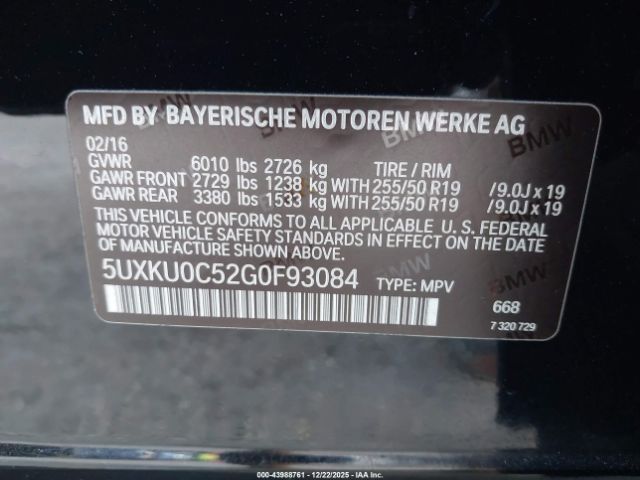 MFD BY BAYERISCHE MOTOREN WERKE AG
02/16
GVWR 6010 lbs 2726 kg TIRE / RIM
GAWR FRONT 2729 lbs 1238 kg WITH 255/50 R19 /9.0J x 19
GAWR REAR 3380 lbs 1533 kg WITH 255/50 R19 /9.0J x 19
THIS VEHICLE CONFORMS TO ALL APPLICABLE U. S. FEDERAL
MOTOR VEHICLE SAFETY STANDARDS IN EFFECT ON THE DATE OF
MANUFACTURE SHOWN ABOVE.
5UXKU0C52G0F93084 TYPE: MPV
668
7 320 729
© 2000-43988761 - 12/22/2025 - IAAI Copart